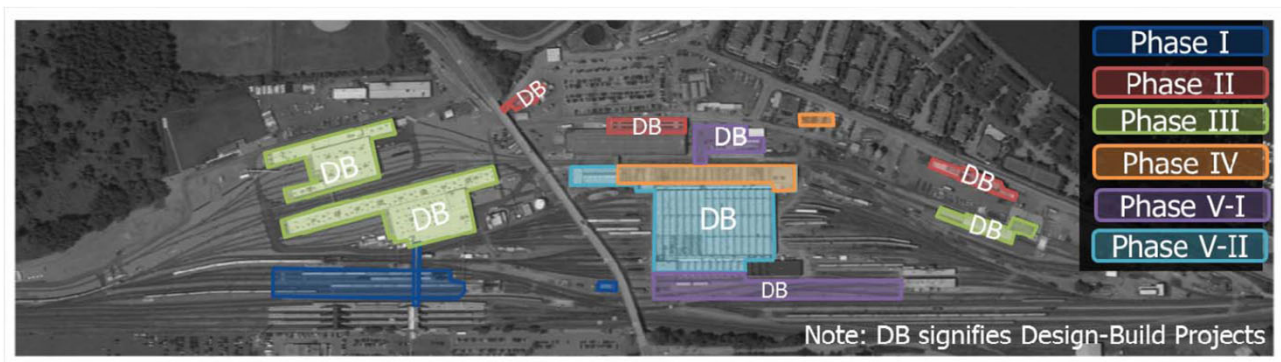 Phase I
Phase II
Phase III
Phase IV
Phase V-I
Phase V-II
DB
DB
DB
DB
DB
DB
DB
DB
DB
Note: DB signifies Design-Build Projects